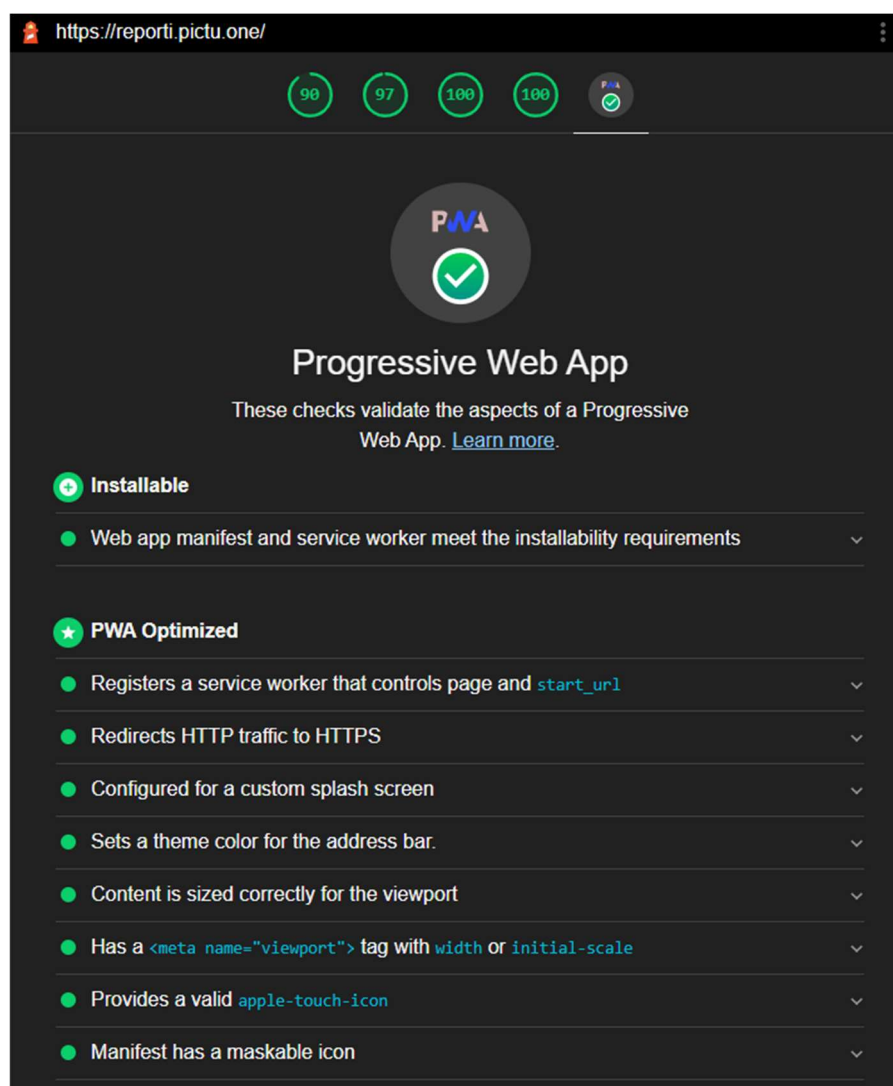 https://reporti.pictu.one/
90 97 100 100 PWA
PWA
Progressive Web App
These checks validate the aspects of a Progressive
Web App. Learn more.
Installable
Web app manifest and service worker meet the installability requirements
PWA Optimized
Registers a service worker that controls page and start_url
Redirects HTTP traffic to HTTPS
Configured for a custom splash screen
Sets a theme color for the address bar.
Content is sized correctly for the viewport
Has a <meta name="viewport"> tag with width or initial-scale
Provides a valid apple-touch-icon
Manifest has a maskable icon